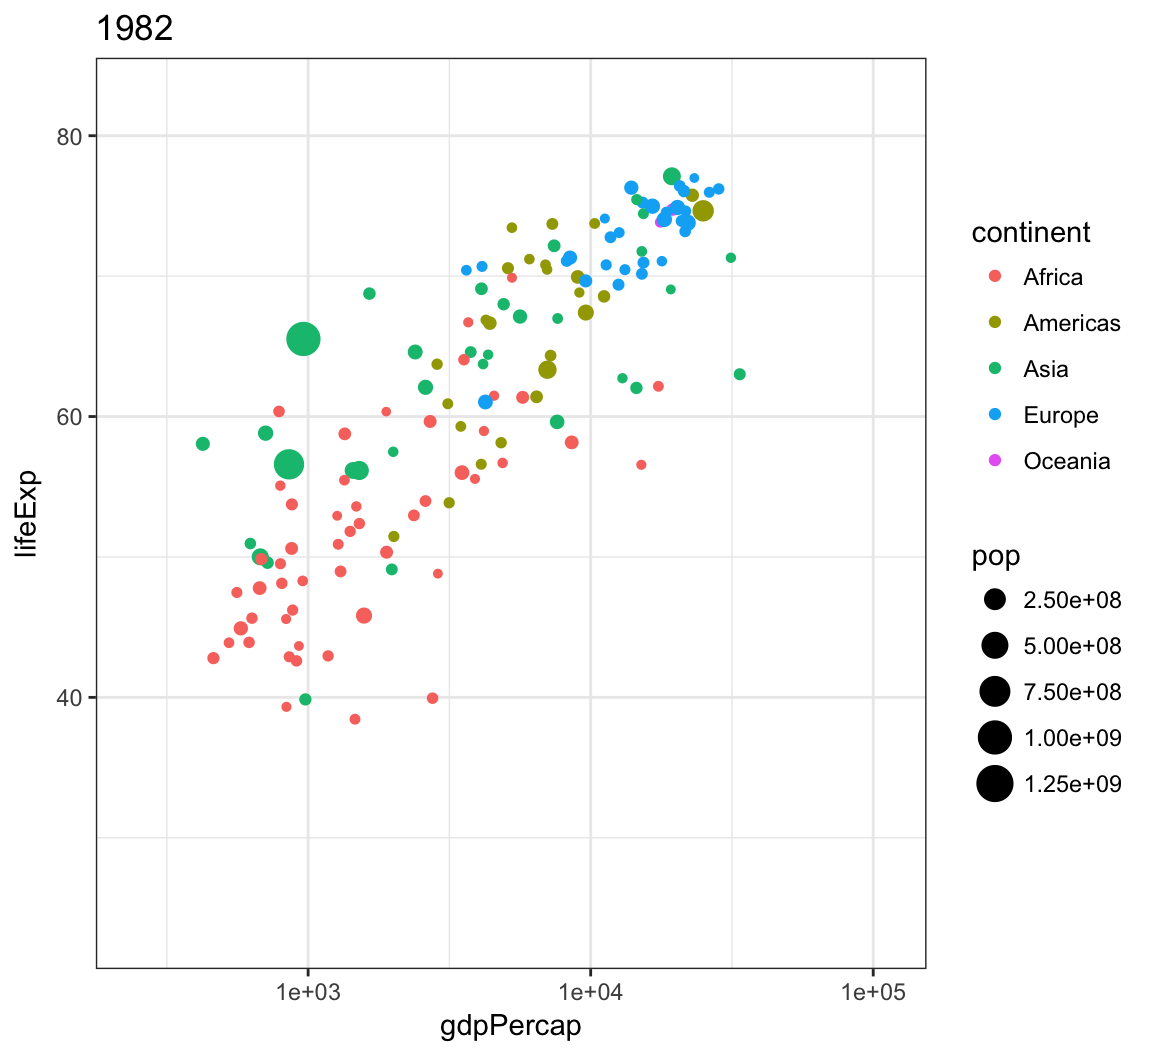 1982
80
60
40
lifeExp
1e+03
1e+04
1e+05
gdpPercap
continent
Africa
Americas
Asia
Europe
Oceania
pop
2.50e+08
5.00e+08
7.50e+08
1.00e+09
1.25e+09